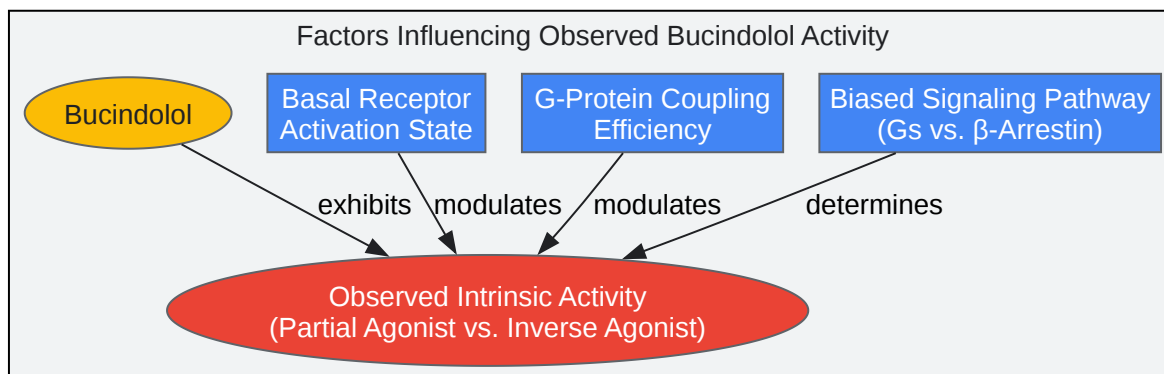 Factors Influencing Observed Bucindolol Activity
Bucindolol
Basal Receptor
Activation State
G-Protein Coupling
Efficiency
Biased Signaling Pathway
(Gs vs. β-Arrestin)
exhibits
modulates
modulates
determines
Observed Intrinsic Activity
(Partial Agonist vs. Inverse Agonist)